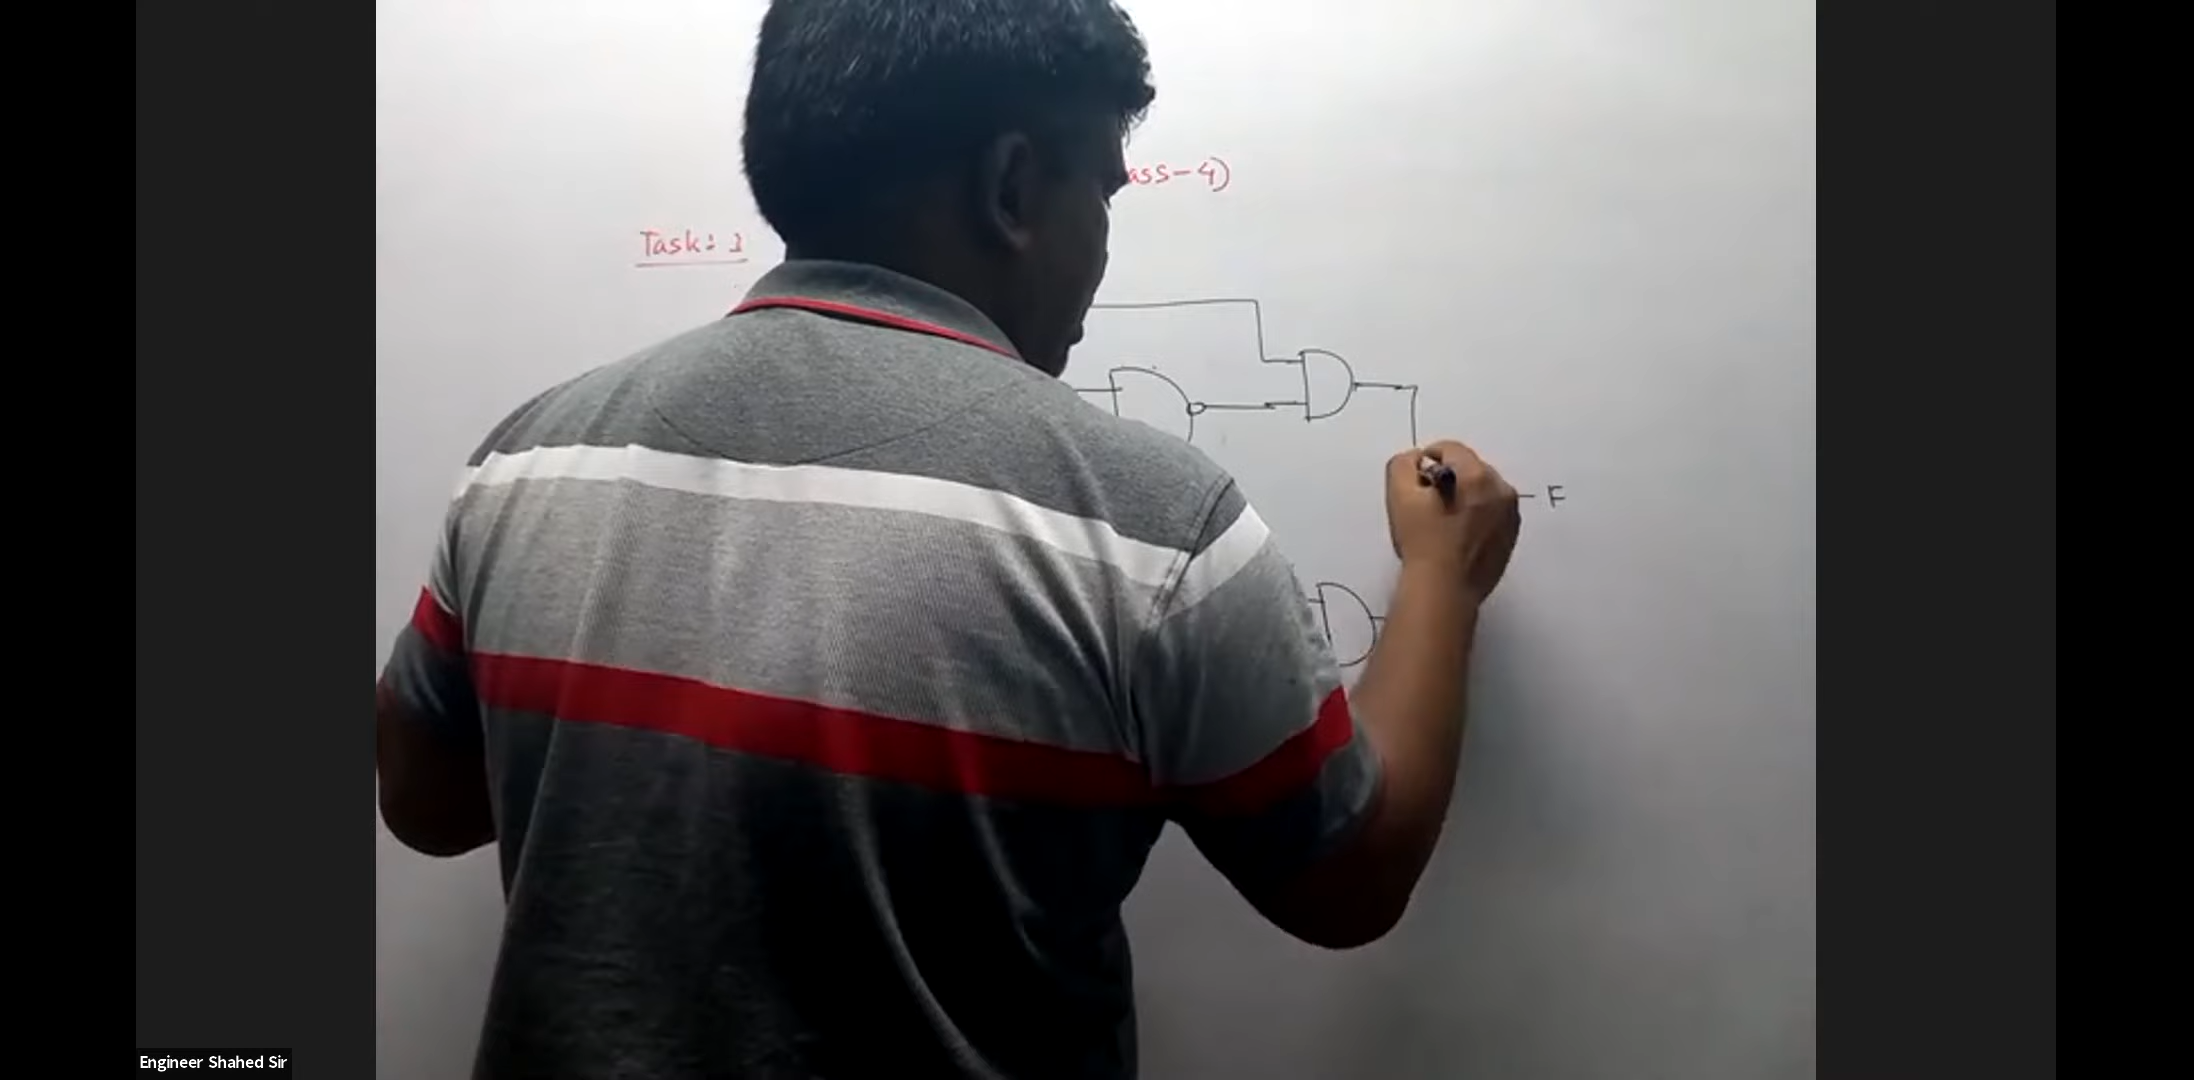 ass-4)
Task: 1
F
Engineer Shahed Sir